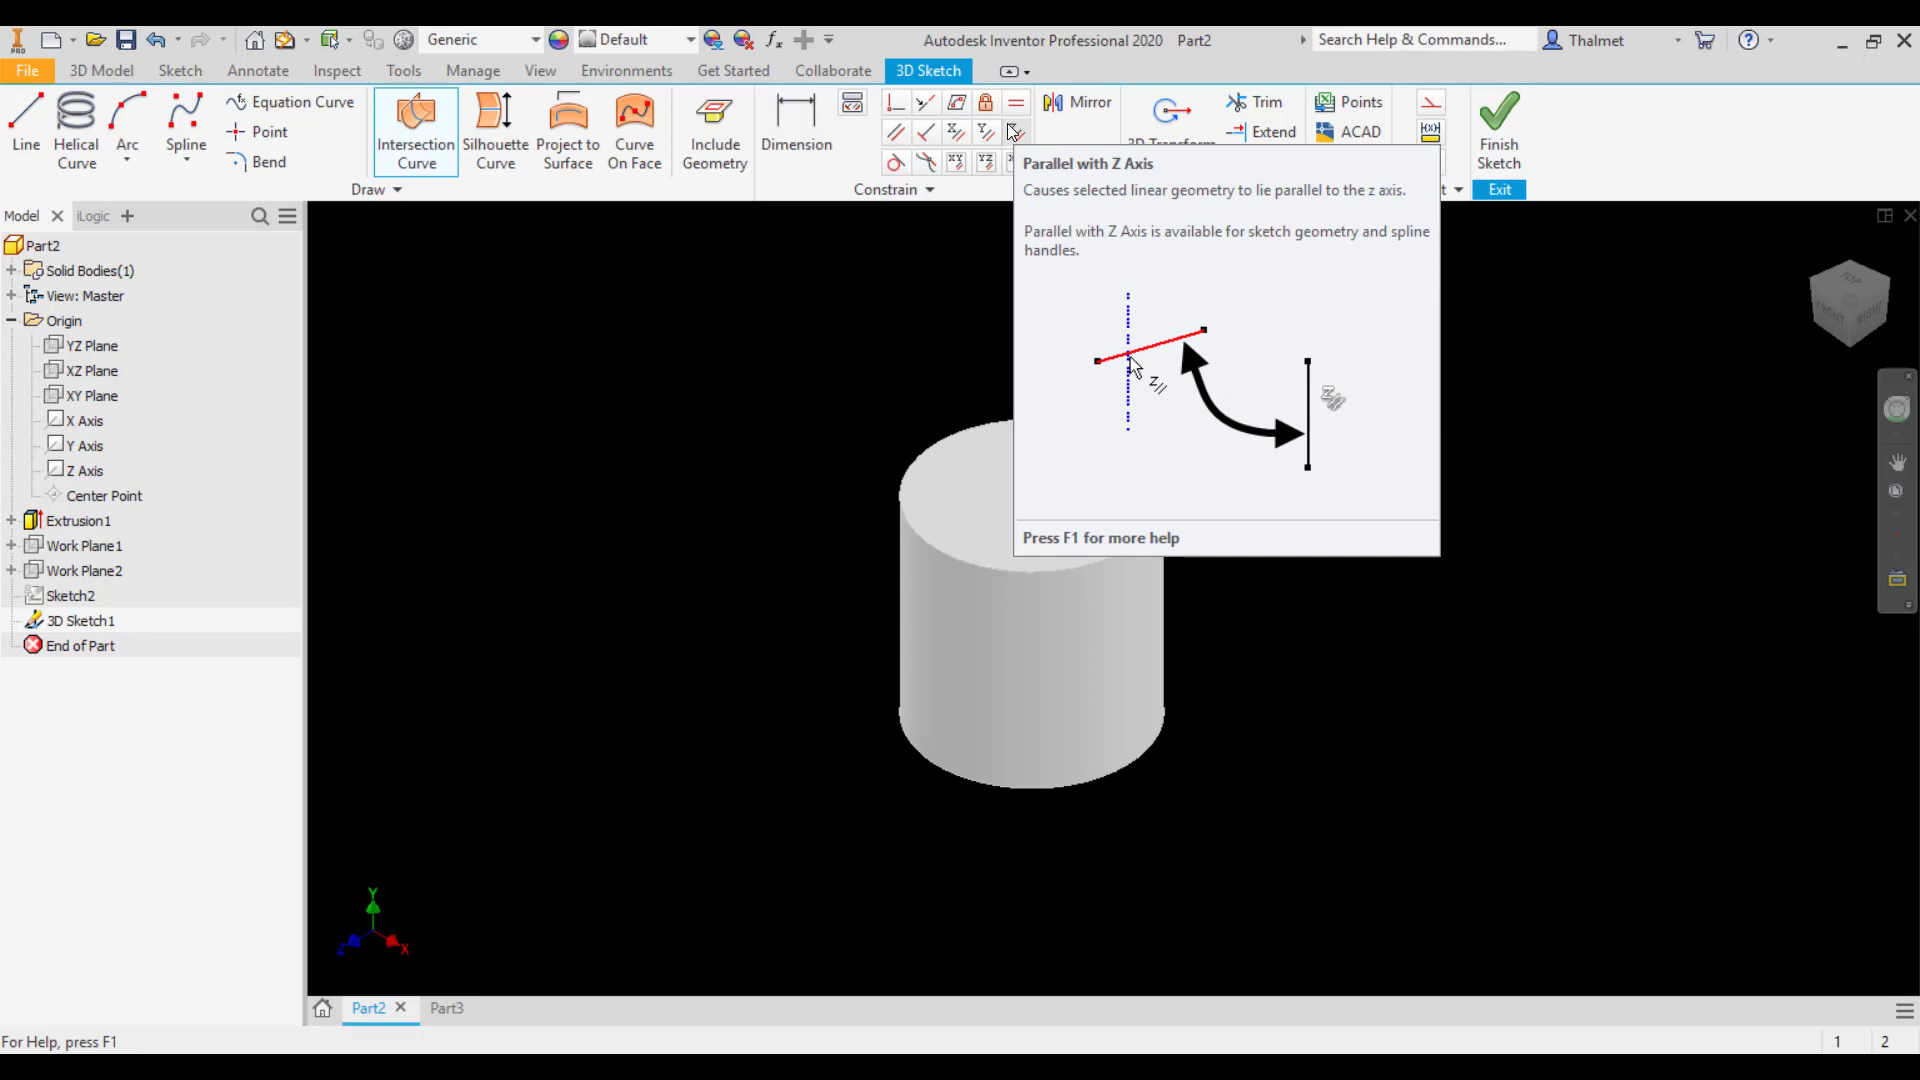 PRO
Generic
Default
fx
Autodesk Inventor Professional 2020 Part2
Search Help & Commands...
Thalmet
File
3D Model
Sketch
Annotate
Inspect
Tools
Manage
View
Environments
Get Started
Collaborate
3D Sketch
Line
Helical
Curve
Arc
Spline
Equation Curve
Point
Bend
Intersection
Curve
Silhouette
Curve
Project to
Surface
Curve
On Face
Include
Geometry
Dimension
Mirror
Trim
Extend
Points
ACAD
Finish
Sketch
Draw
Constrain
Exit
Parallel with Z Axis
Causes selected linear geometry to lie parallel to the z axis.
Parallel with Z Axis is available for sketch geometry and spline
handles.
Press F1 for more help
Model
iLogic
Part2
Solid Bodies(1)
View: Master
Origin
YZ Plane
XZ Plane
XY Plane
X Axis
Y Axis
Z Axis
Center Point
Extrusion1
Work Plane1
Work Plane2
Sketch2
3D Sketch1
End of Part
TOP
FRONT
RIGHT
Y
Z
X
Part2
Part3
For Help, press F1
1
2